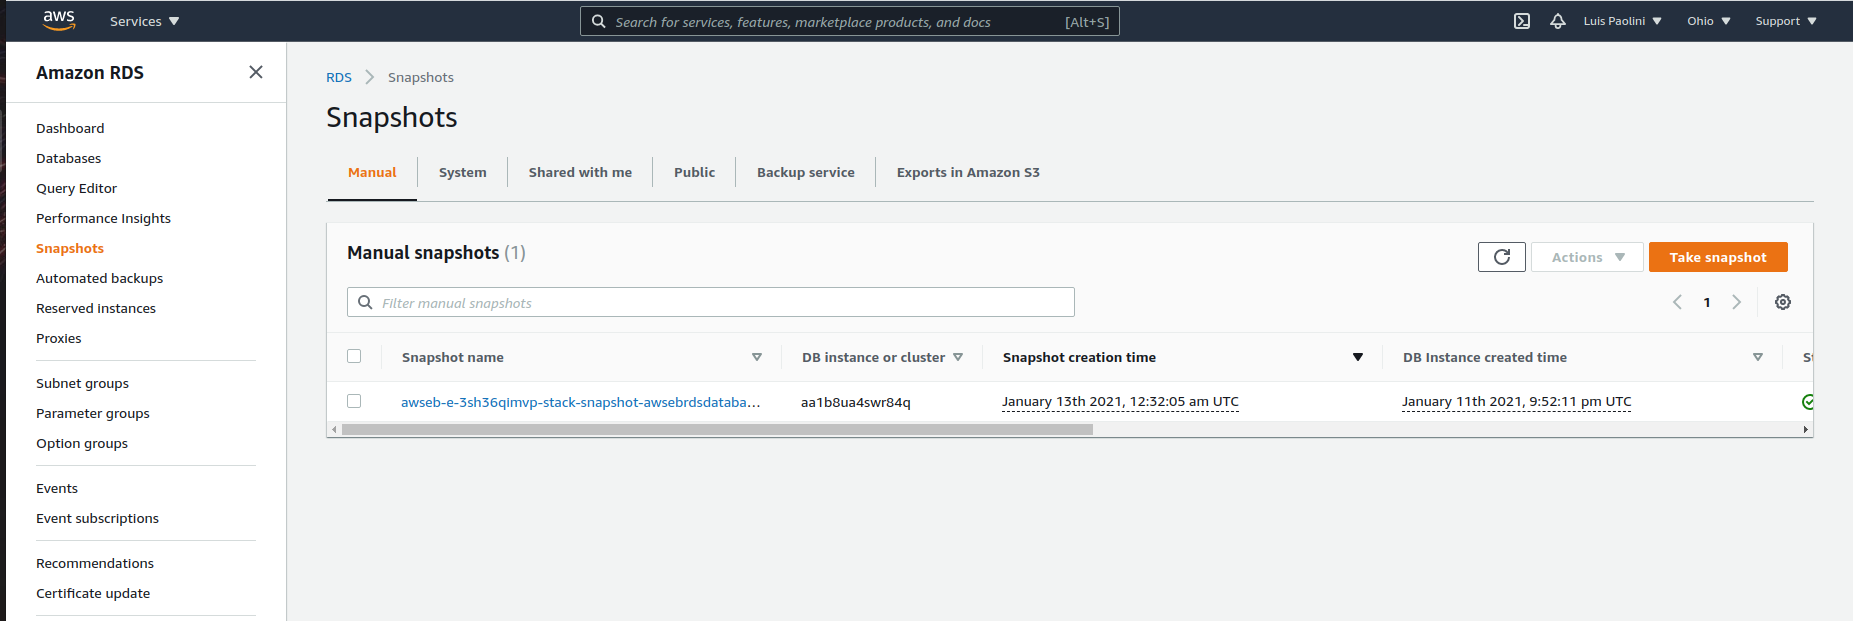 aws Services Search for services, features, marketplace products, and docs [Alt+S] Luis Paolini Ohio Support
Amazon RDS
Dashboard
Databases
Query Editor
Performance Insights
Snapshots
Automated backups
Reserved instances
Proxies
Subnet groups
Parameter groups
Option groups
Events
Event subscriptions
Recommendations
Certificate update
RDS Snapshots
Snapshots
Manual System Shared with me Public Backup service Exports in Amazon S3
Manual snapshots (1)
Actions Take snapshot
Filter manual snapshots
1
Snapshot name DB instance or cluster Snapshot creation time DB Instance created time
awseb-e-3sh36qimvp-stack-snapshot-awsebrdsdataba... aa1b8ua4swr84q January 13th 2021, 12:32:05 am UTC January 11th 2021, 9:52:11 pm UTC